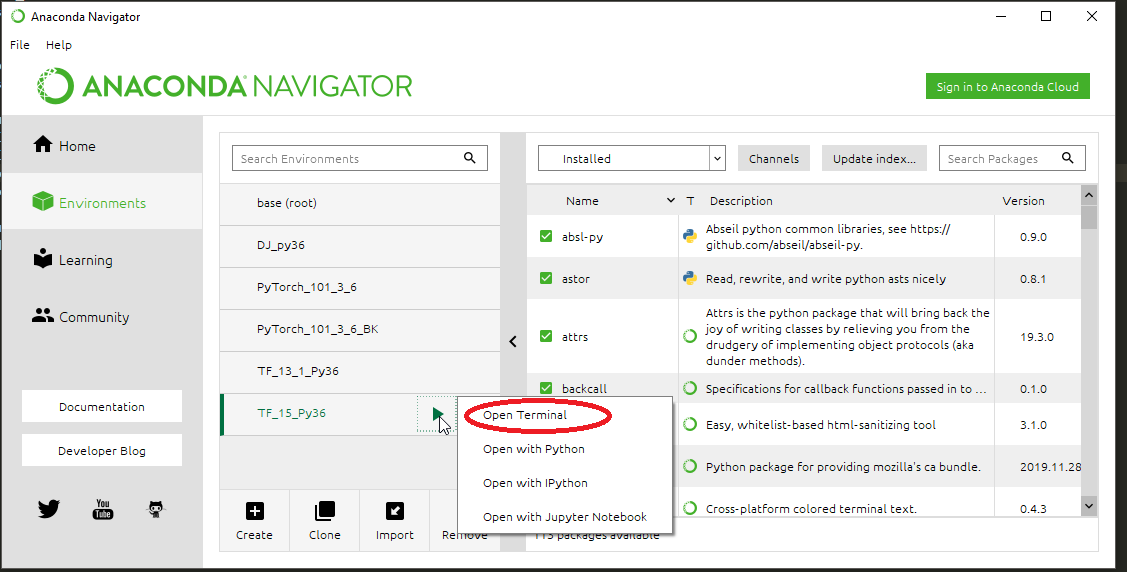 Anaconda Navigator
File Help
ANACONDA NAVIGATOR
Sign in to Anaconda Cloud
Home
Environments
Learning
Community
Documentation
Developer Blog
You
Tube
Search Environments
base (root)
DJ_py36
PyTorch_101_3_6
PyTorch_101_3_6_BK
TF_13_1_Py36
TF_15_Py36
Create
Clone
Import
Remove
Open Terminal
Open with Python
Open with IPython
Open with Jupyter Notebook
Installed
Channels
Update index...
Search Packages
Name T Description Version
absl-py Abseil python common libraries, see https:// 0.9.0
github.com/abseil/abseil-py.
astor Read, rewrite, and write python asts nicely 0.8.1
attrs Attrs is the python package that will bring back the 19.3.0
joy of writing classes by relieving you from the
drudgery of implementing object protocols (aka
dunder methods).
backcall Specifications for callback functions passed in to ... 0.1.0
Easy, whitelist-based html-sanitizing tool 3.1.0
Python package for providing mozilla's ca bundle. 2019.11.28
Cross-platform colored terminal text. 0.4.3
113 packages available